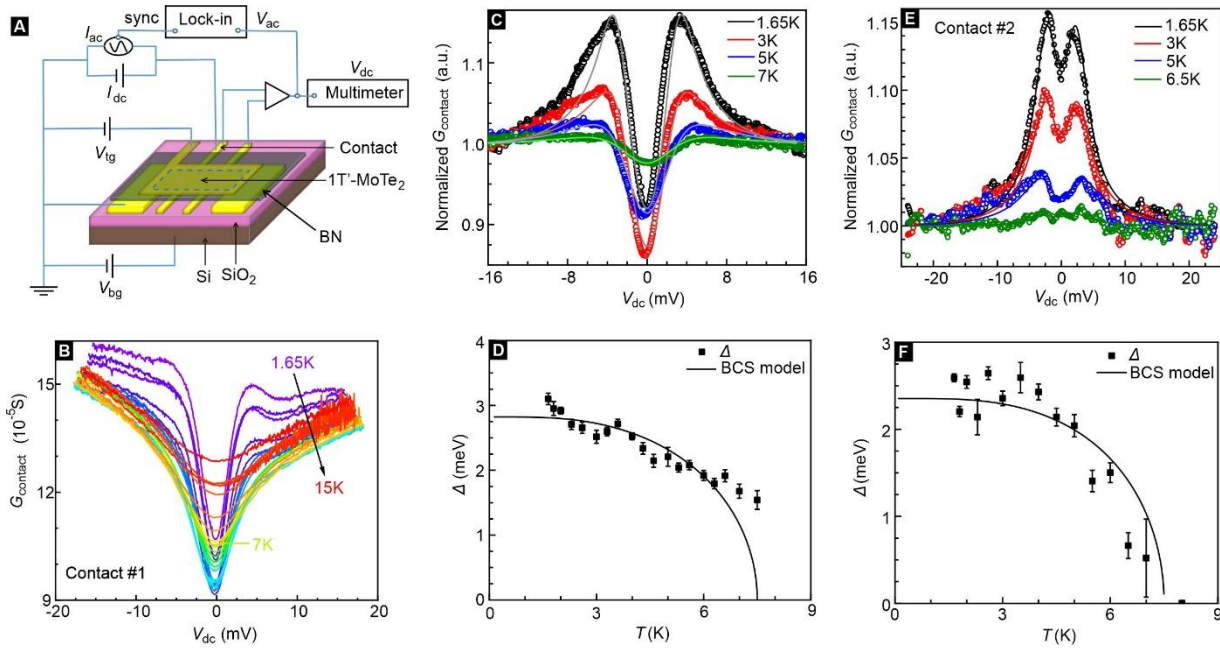 A
sync
Lock-in
Vac
Iac
Idc
Vdc
Multimeter
Vtg
Contact
1T'-MoTe2
BN
Si
SiO2
Vbg
B
Gcontact (10-5S)
15
12
9
1.65K
15K
7K
Contact #1
-20 -10 0 10 20
Vdc (mV)
C
Normalized Gcontact (a.u.)
1.1
1.0
0.9
1.65K
3K
5K
7K
-16 -8 0 8 16
Vdc (mV)
D
Δ (meV)
4
3
2
1
0
Δ
BCS model
0 3 6 9
T(K)
E
Contact #2
Normalized Gcontact (a.u.)
1.15
1.10
1.05
1.00
1.65K
3K
5K
6.5K
-20 -10 0 10 20
Vdc (mV)
F
Δ (meV)
3
2
1
0
Δ
BCS model
0 3 6 9
T(K)